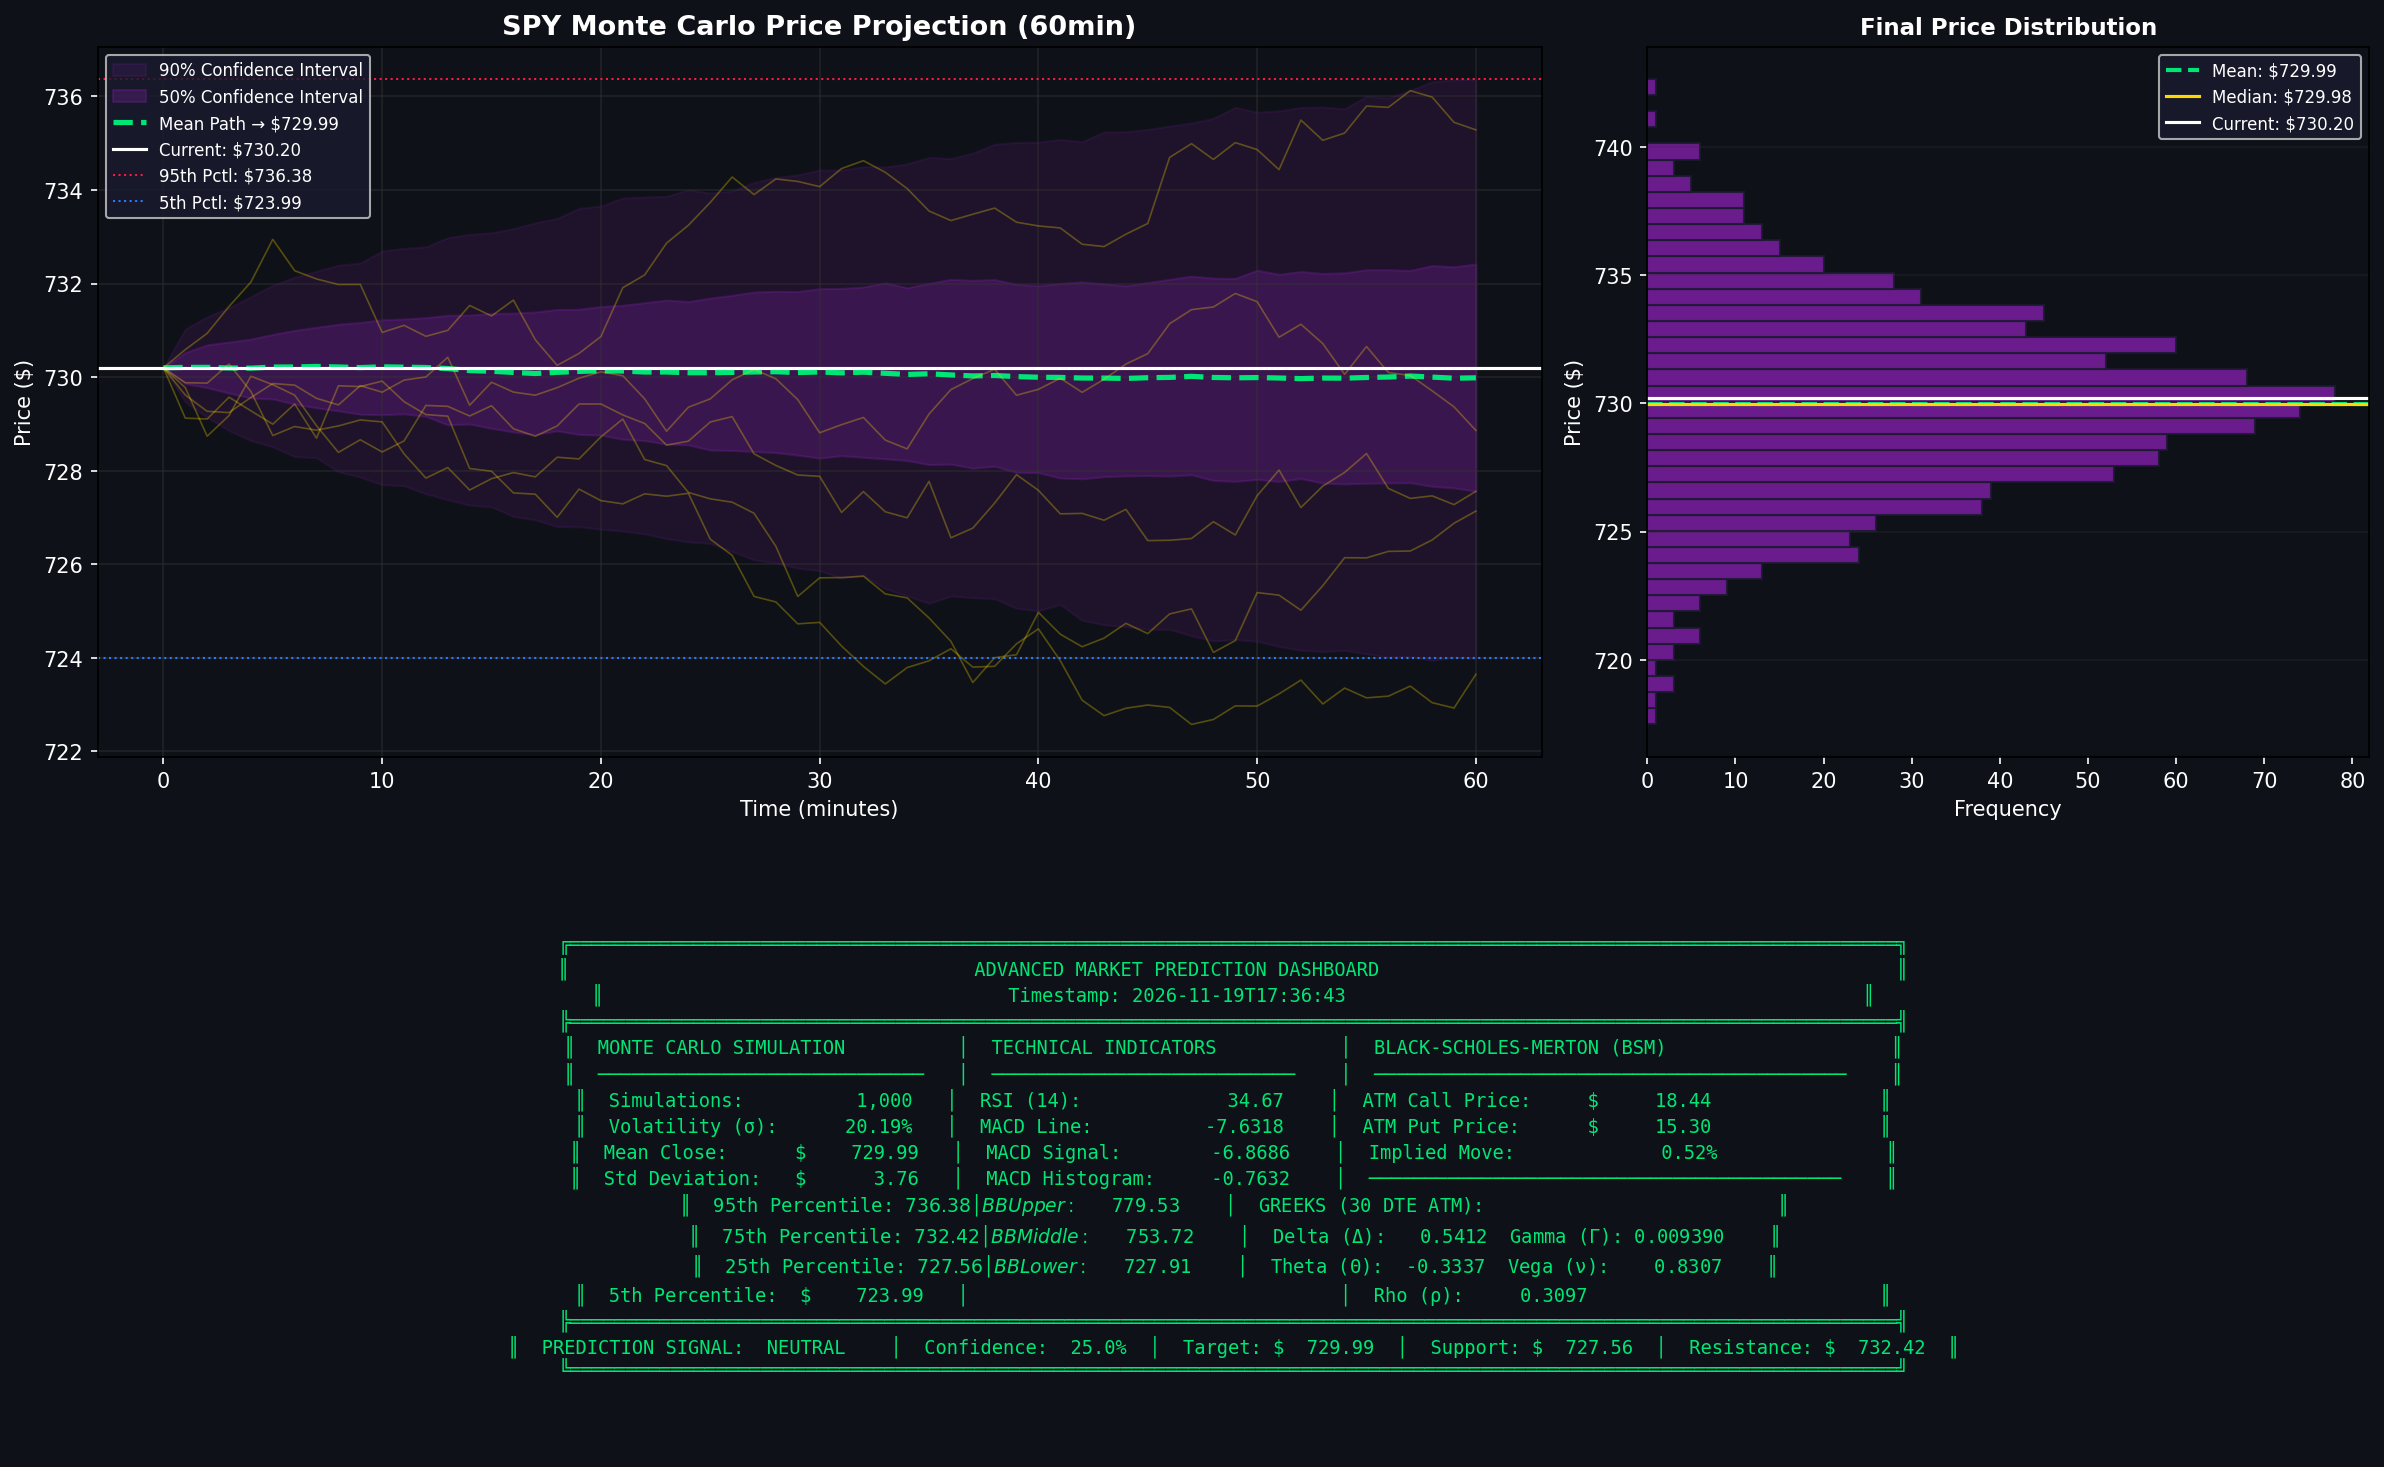 SPY Monte Carlo Price Projection (60min)
90% Confidence Interval
50% Confidence Interval
Mean Path → $729.99
Current: $730.20
95th Pctl: $736.38
5th Pctl: $723.99
Price ($)
736
734
732
730
728
726
724
722
0 10 20 30 40 50 60
Time (minutes)
Final Price Distribution
Mean: $729.99
Median: $729.98
Current: $730.20
Price ($)
740
735
730
725
720
0 10 20 30 40 50 60 70 80
Frequency
ADVANCED MARKET PREDICTION DASHBOARD
Timestamp: 2026-11-19T17:36:43
MONTE CARLO SIMULATION │ TECHNICAL INDICATORS │ BLACK-SCHOLES-MERTON (BSM)
Simulations: 1,000 │ RSI (14): 34.67 │ ATM Call Price: $ 18.44
Volatility (σ): 20.19% │ MACD Line: -7.6318 │ ATM Put Price: $ 15.30
Mean Close: $ 729.99 │ MACD Signal: -6.8686 │ Implied Move: 0.52%
Std Deviation: $ 3.76 │ MACD Histogram: -0.7632 │
95th Percentile: 736.38│BBUpper: 779.53 │ GREEKS (30 DTE ATM):
75th Percentile: 732.42│BBMiddle: 753.72 │ Delta (Δ): 0.5412 Gamma (Γ): 0.009390
25th Percentile: 727.56│BBLower: 727.91 │ Theta (Θ): -0.3337 Vega (ν): 0.8307
5th Percentile: $ 723.99 │ │ Rho (ρ): 0.3097
PREDICTION SIGNAL: NEUTRAL │ Confidence: 25.0% │ Target: $ 729.99 │ Support: $ 727.56 │ Resistance: $ 732.42